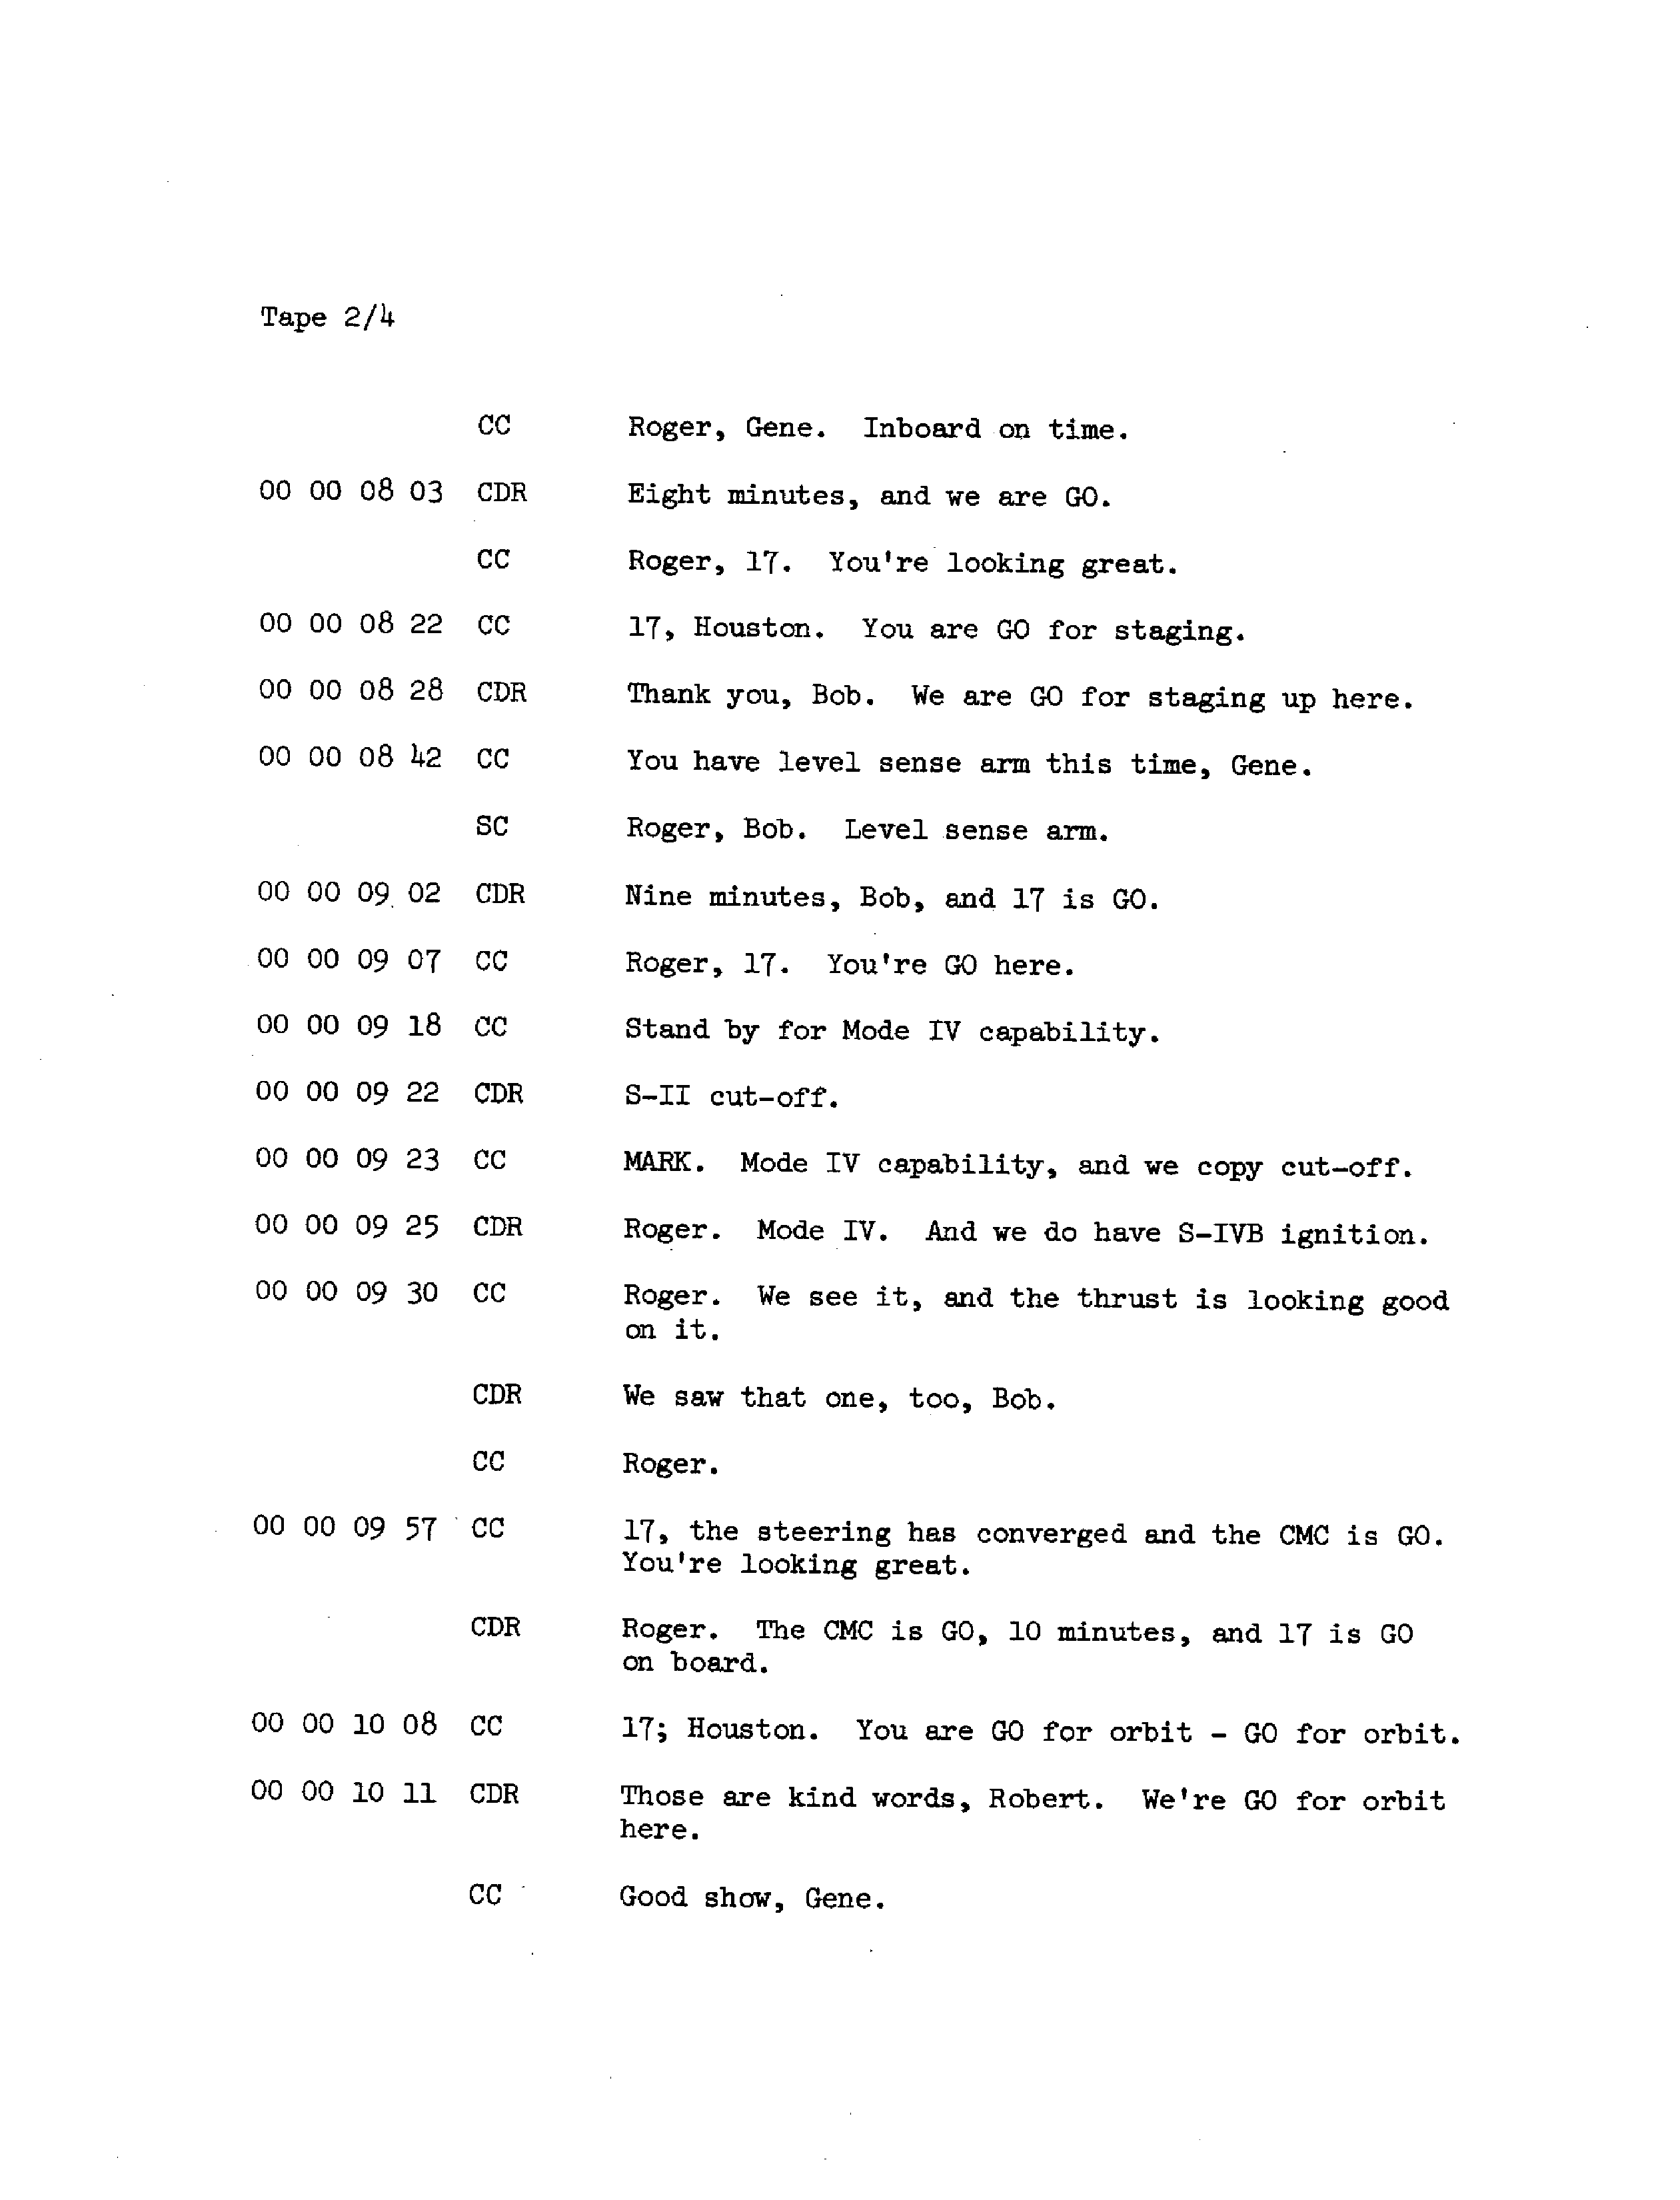 Tape 2/4
CC Roger, Gene. Inboard on time.
00 00 08 03 CDR Eight minutes, and we are GO.
CC Roger, 17. You're looking great.
00 00 08 22 CC 17, Houston. You are GO for staging.
00 00 08 28 CDR Thank you, Bob. We are GO for staging up here.
00 00 08 42 CC You have level sense arm this time, Gene.
SC Roger, Bob. Level sense arm.
00 00 09 02 CDR Nine minutes, Bob, and 17 is GO.
00 00 09 07 CC Roger, 17. You're GO here.
00 00 09 18 CC Stand by for Mode IV capability.
00 00 09 22 CDR S-II cut-off.
00 00 09 23 CC MARK. Mode IV capability, and we copy cut-off.
00 00 09 25 CDR Roger. Mode IV. And we do have S-IVB ignition.
00 00 09 30 CC Roger. We see it, and the thrust is looking good
on it.
CDR We saw that one, too, Bob.
CC Roger.
00 00 09 57 CC 17, the steering has converged and the CMC is GO.
You're looking great.
CDR Roger. The CMC is GO, 10 minutes, and 17 is GO
on board.
00 00 10 08 CC 17; Houston. You are GO for orbit - GO for orbit.
00 00 10 11 CDR Those are kind words, Robert. We're GO for orbit
here.
CC Good show, Gene.